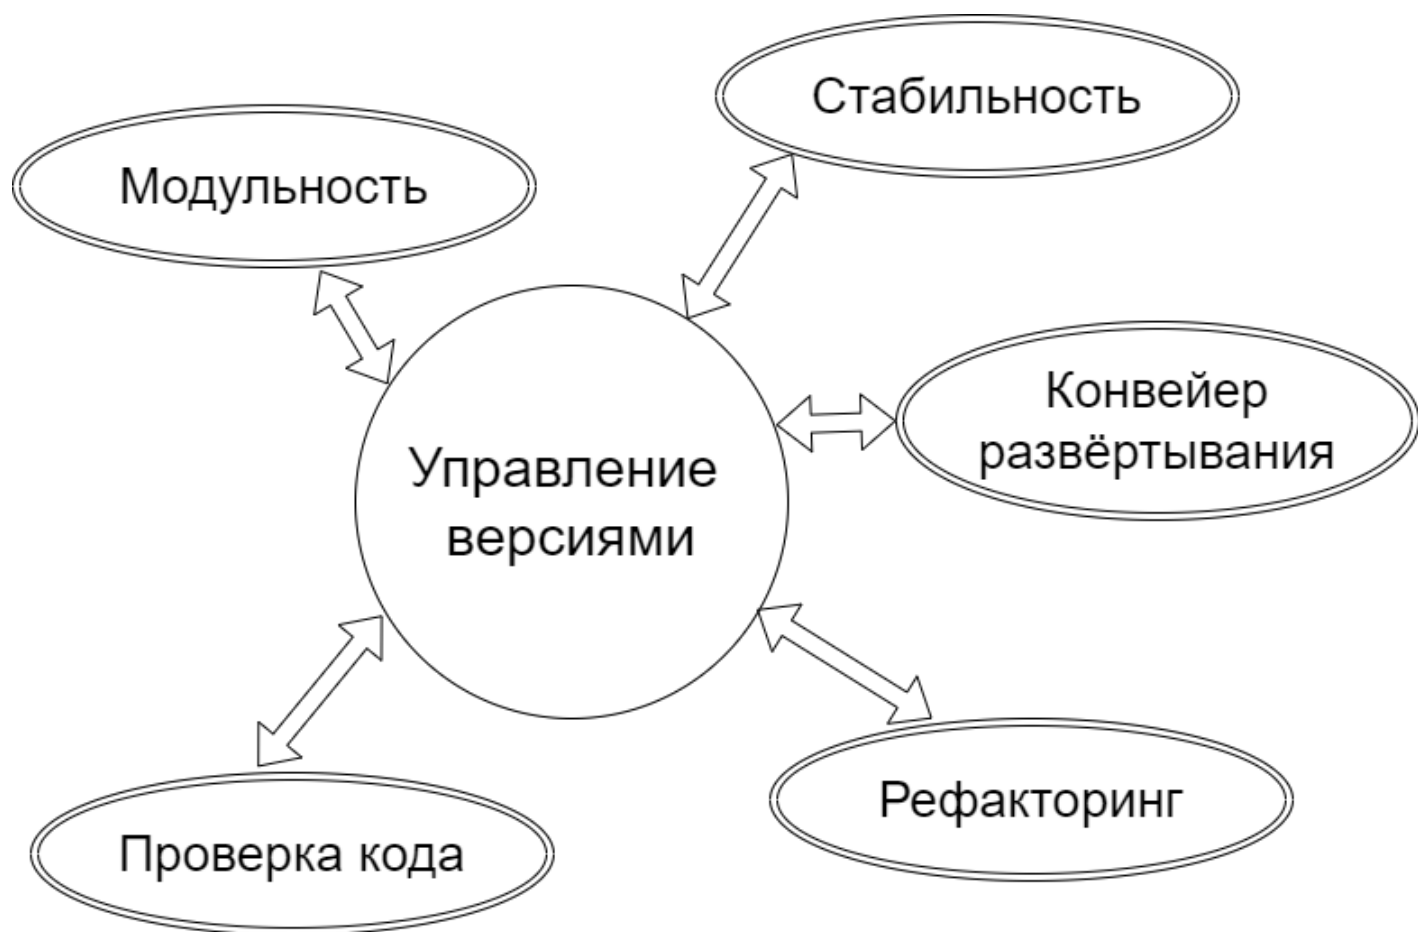 Стабильность
Модульность
Конвейер
развёртывания
Управление
версиями
Рефакторинг
Проверка кода